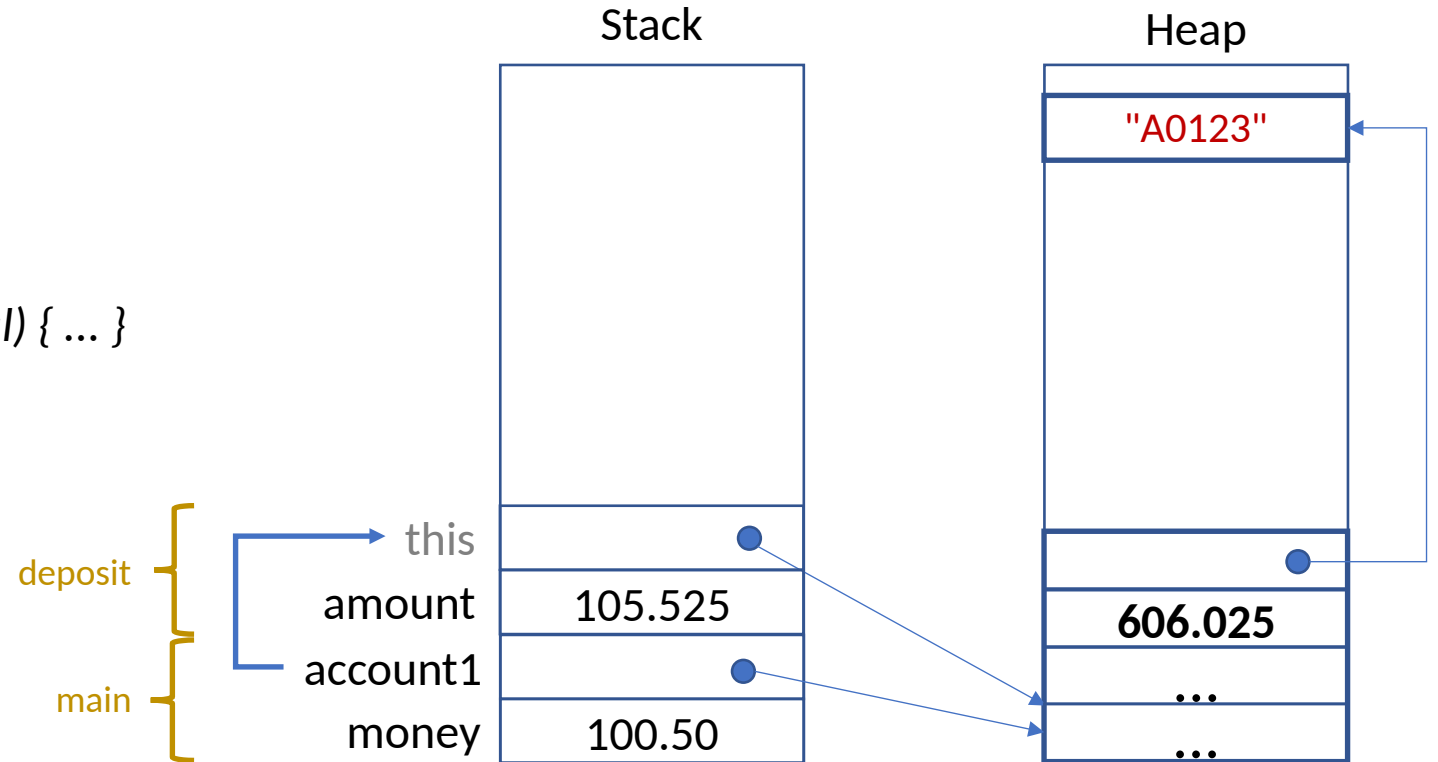 Stack
Heap
"A0123"
l) { … }
this
deposit
amount
105.525
606.025
account1
…
main
money
100.50
…